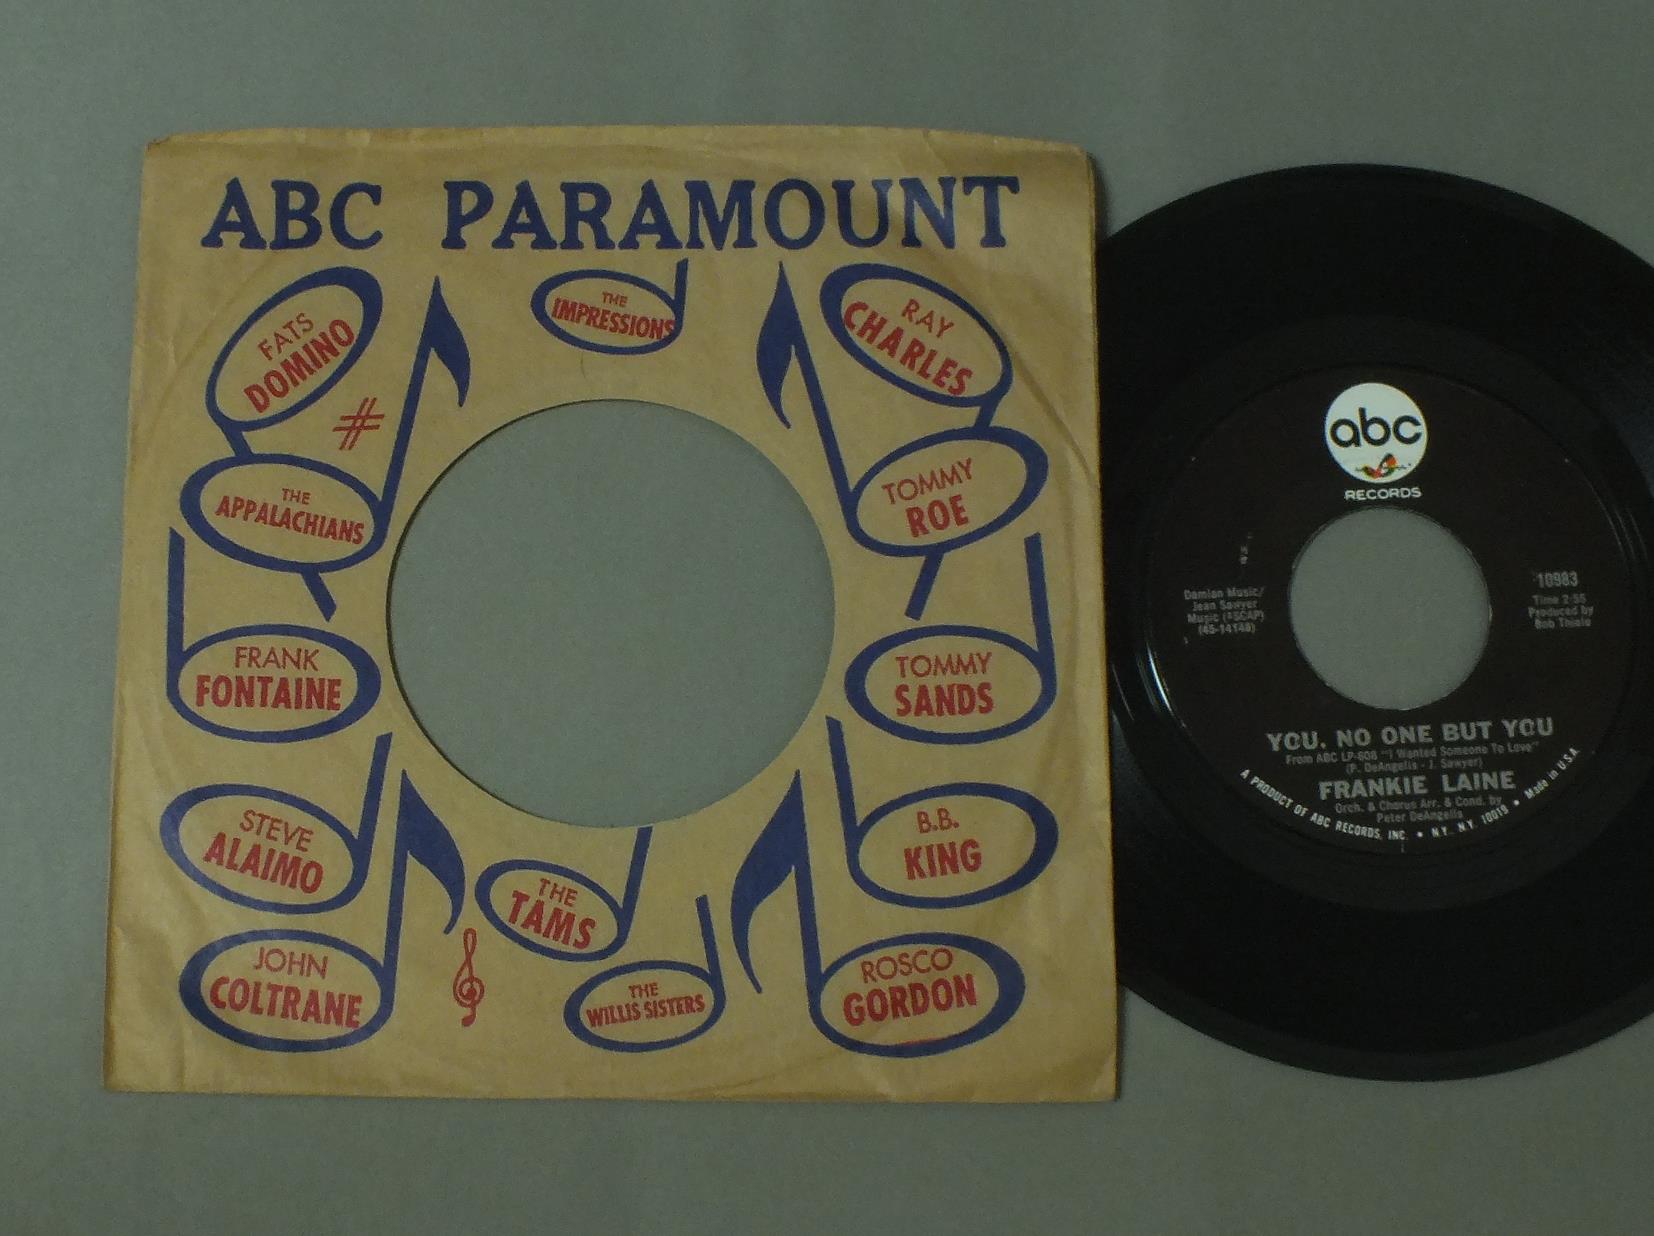 ABC PARAMOUNT
FATS
DOMINO
THE
IMPRESSIONS
RAY
CHARLES
THE
APPALACHIANS
TOMMY
ROE
FRANK
FONTAINE
TOMMY
SANDS
STEVE
ALAIMO
B.B.
KING
THE
TAMS
JOHN
COLTRANE
THE
WILLIS SISTERS
ROSCO
GORDON
abc
RECORDS
Damian Music/
Jean Sawyer
Music (ASCAP)
(45-14148)
10983
Time 2:55
Produced by
Bob Thiele
YOU, NO ONE BUT YOU
From ABC LP-608 "I Wanted Someone To Love"
(P. DeAngelis - J. Sawyer)
FRANKIE LAINE
Orch. & Chorus Arr. & Cond. by
Peter DeAngelis
A PRODUCT OF ABC RECORDS, INC. • N.Y. N.Y. 10019 • Made in U.S.A.